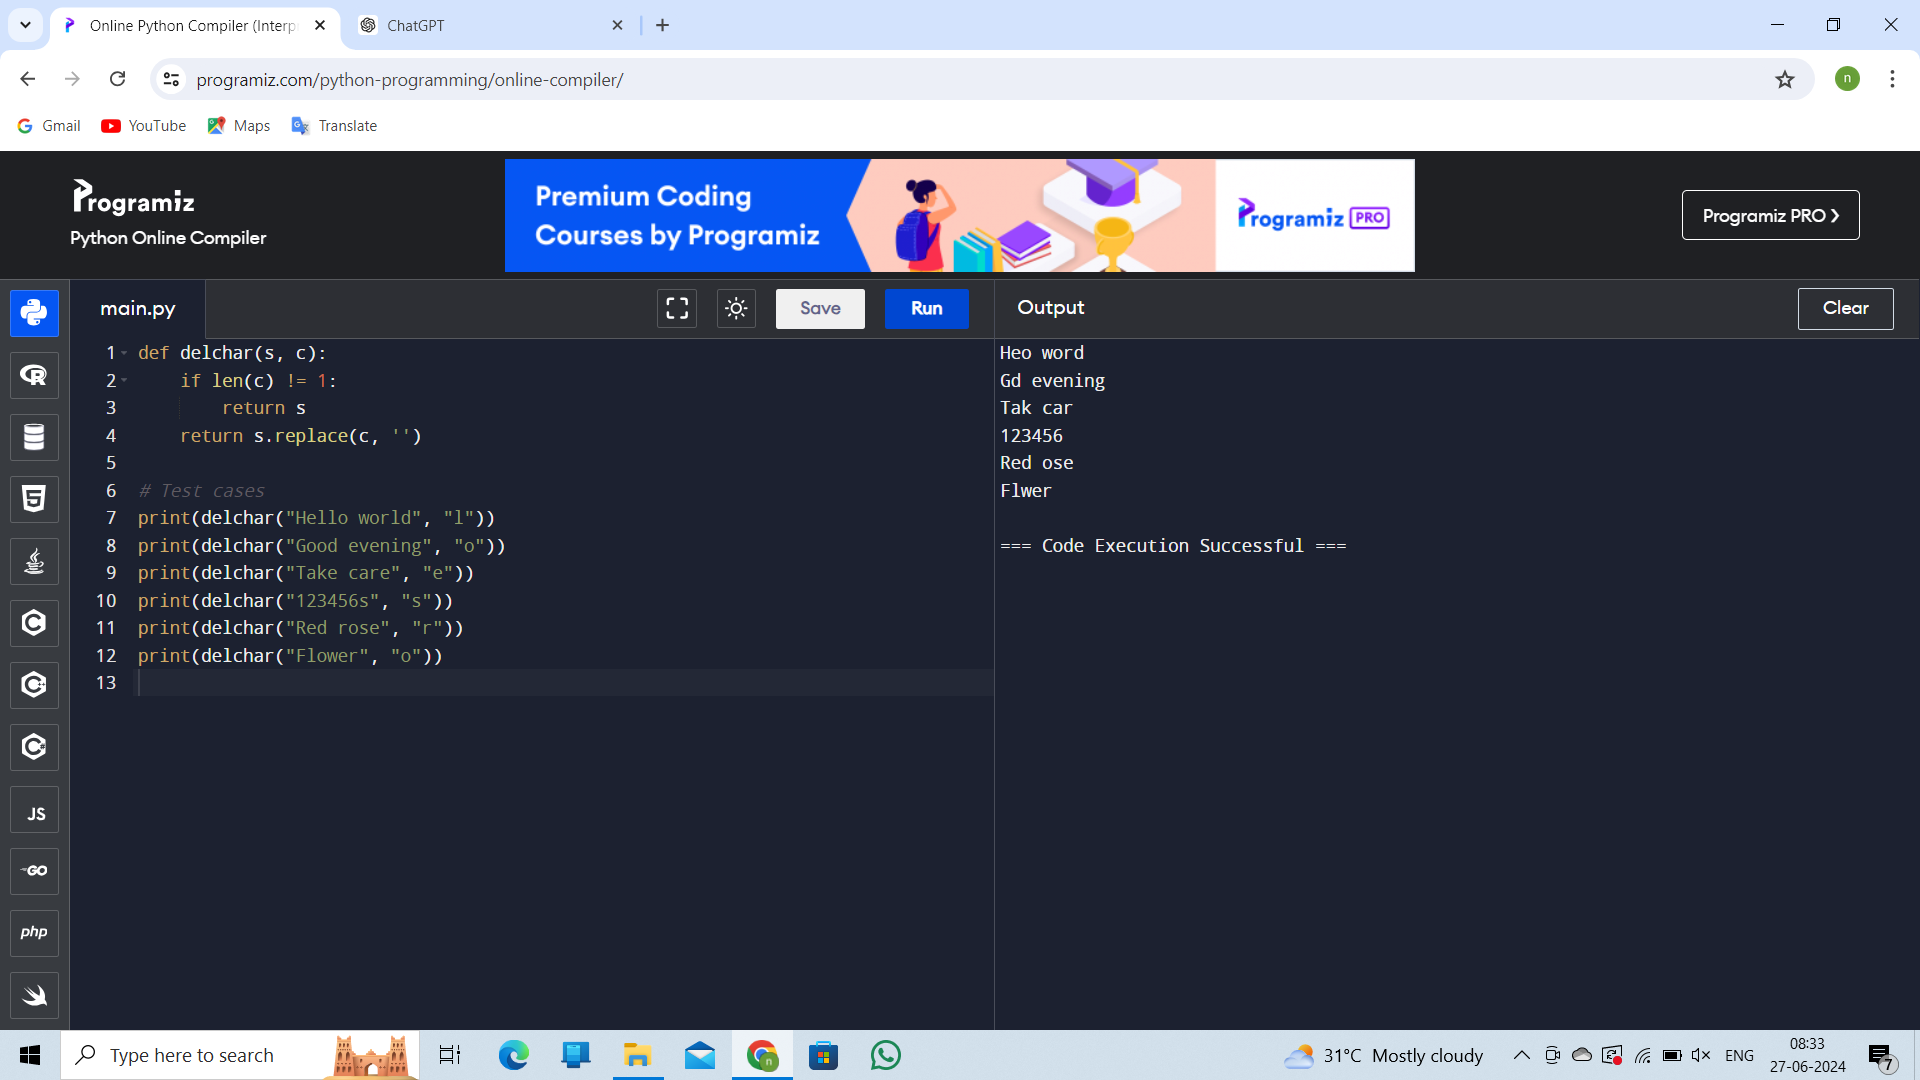 Online Python Compiler (Interp
ChatGPT
programiz.com/python-programming/online-compiler/
n
Gmail
YouTube
Maps
Translate
Programiz
Python Online Compiler
Premium Coding
Courses by Programiz
Programiz PRO
Programiz PRO ❯
main.py
Save
Run
Output
Clear
1 def delchar(s, c):
2     if len(c) != 1:
3         return s
4     return s.replace(c, '')
5
6 # Test cases
7 print(delchar("Hello world", "l"))
8 print(delchar("Good evening", "o"))
9 print(delchar("Take care", "e"))
10 print(delchar("123456s", "s"))
11 print(delchar("Red rose", "r"))
12 print(delchar("Flower", "o"))
13
Heo word
Gd evening
Tak car
123456
Red ose
Flwer
=== Code Execution Successful ===
JS
GO
php
Type here to search
n
31°C Mostly cloudy
ENG
08:33
27-06-2024
7